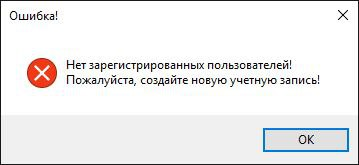 Ошибка!
Нет зарегистрированных пользователей!
Пожалуйста, создайте новую учетную запись!
OK